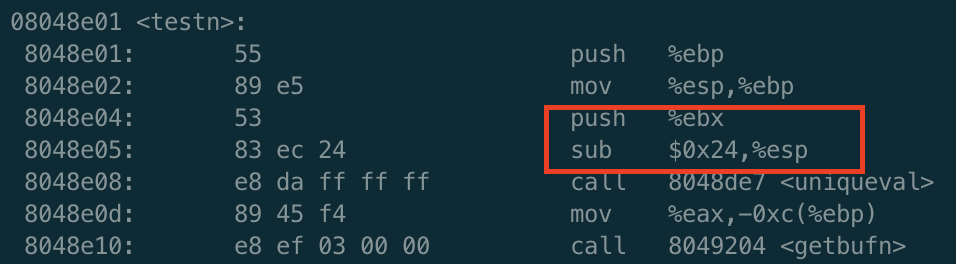 08048e01 <testn>:
8048e01: 55 push %ebp
8048e02: 89 e5 mov %esp,%ebp
8048e04: 53 push %ebx
8048e05: 83 ec 24 sub $0x24,%esp
8048e08: e8 da ff ff ff call 8048de7 <uniqueval>
8048e0d: 89 45 f4 mov %eax,-0xc(%ebp)
8048e10: e8 ef 03 00 00 call 8049204 <getbufn>